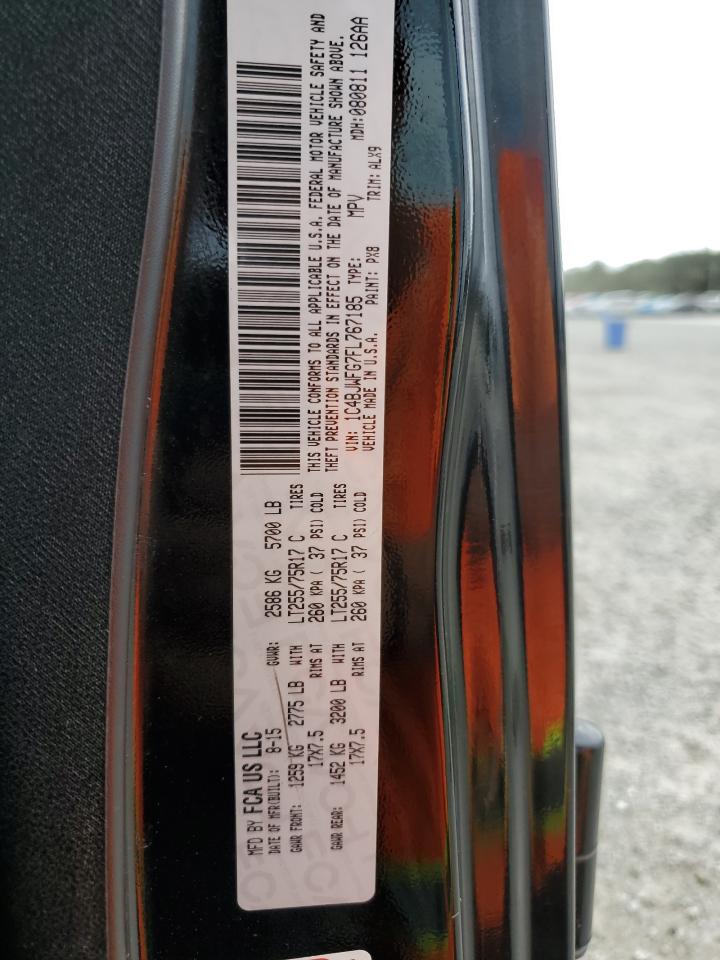 MFD BY FCA US LLC
DATE OF MFR(BUILT): 8-15 GVWR: 2586 KG 5700 LB
GAWR FRONT: 1259 KG 2775 LB WITH LT255/75R17 C TIRES
17X7.5 RIMS AT 260 KPA ( 37 PSI) COLD
GAWR REAR: 1452 KG 3200 LB WITH LT255/75R17 C TIRES
17X7.5 RIMS AT 260 KPA ( 37 PSI) COLD
THIS VEHICLE CONFORMS TO ALL APPLICABLE U.S.A. FEDERAL MOTOR VEHICLE SAFETY AND
THEFT PREVENTION STANDARDS IN EFFECT ON THE DATE OF MANUFACTURE SHOWN ABOVE.
VIN: 1C4BJWFG7FL767185 TYPE: MPV MDH:080811 126AA
VEHICLE MADE IN U.S.A. PAINT: PX8 TRIM: ALX9